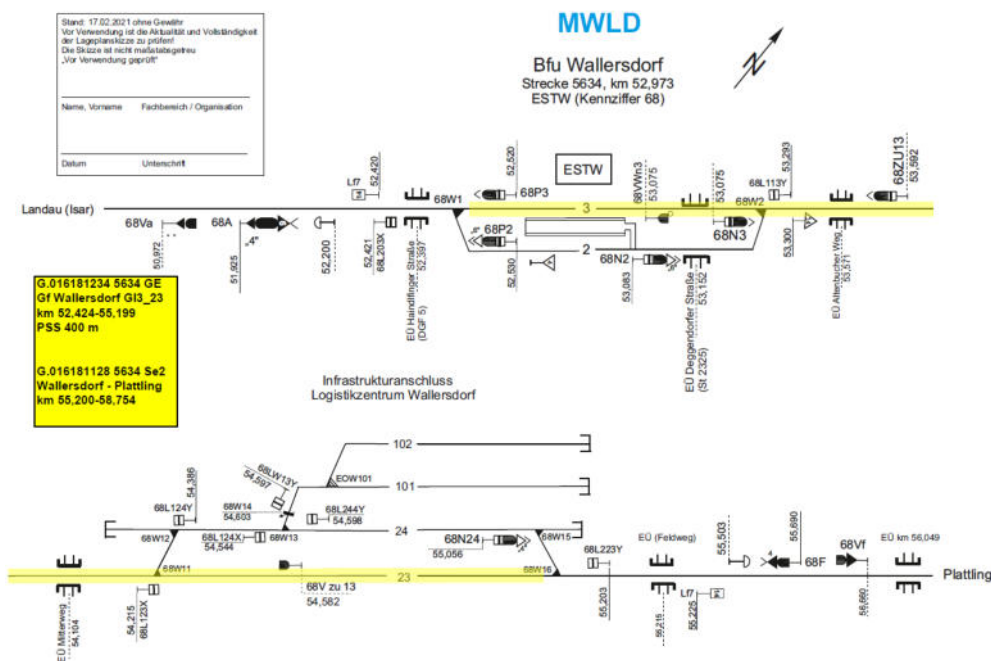 Stand: 17.02.2021 ohne Gewähr
Vor Verwendung ist die Aktualität und Vollständigkeit
der Lageplanskizze zu prüfen!
Die Skizze ist nicht maßstabsgetreu
„Vor Verwendung geprüft"
Name, Vorname Fachbereich / Organisation
Datum Unterschrift
MWLD
Bfu Wallersdorf
Strecke 5634, km 52,973
ESTW (Kennziffer 68)
N
ESTW
Lf7
52,420
52,520
68P3
68VWn3
53,075
53,075
68L113Y
53,293
68ZU13
53,592
Landau (Isar)
68Va
68A
„4"
68W1
3
68W2
68N3
50,972
51,925
52,200
52,421
68L203X
EÜ Haindlfinger Straße
(DGF 5)
52,397
68P2
52,530
2
68N2
53,083
EÜ Deggendorfer Straße
(St 2325)
53,152
53,300
EÜ Altenbucher Weg
53,571
G.016181234 5634 GE
Gf Wallersdorf Gl3_23
km 52,424-55,199
PSS 400 m
G.016181128 5634 Se2
Wallersdorf - Plattling
km 55,200-58,754
Infrastrukturanschluss
Logistikzentrum Wallersdorf
102
EOW101
101
68LW13Y
54,597
54,386
68L124Y
68W14
54,603
68L244Y
54,598
24
68W12
68L124X
54,544
68W13
68N24
55,056
68W15
68L223Y
EÜ (Feldweg)
55,503
55,690
4
68F
68Vf
EÜ km 56,049
68W11
23
68W16
Plattling
EÜ Mitterweg
54,104
54,215
68L123X
68V zu 13
54,582
55,203
55,215
Lf7
55,225
56,660